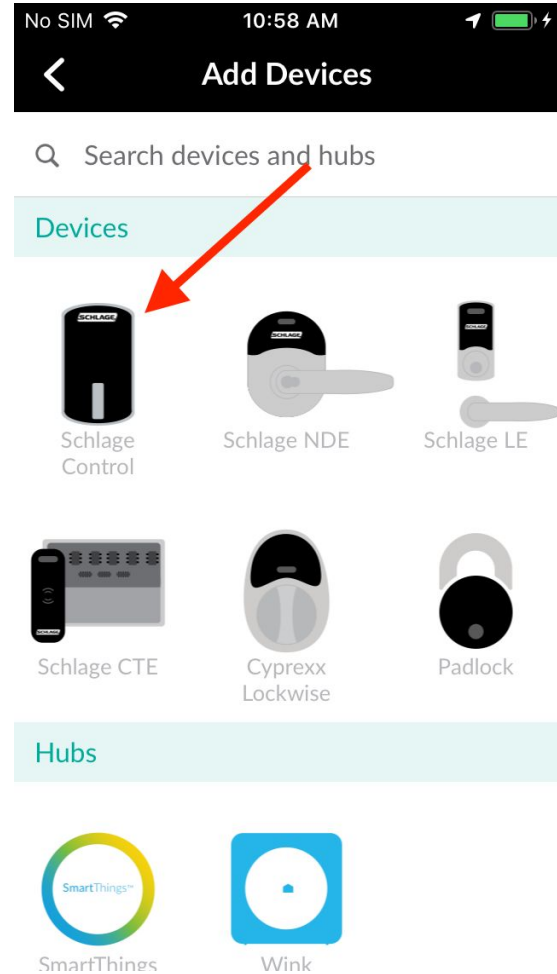 No SIM 10:58 AM
Add Devices
Search devices and hubs
Devices
SCHLAGE SCHLAGE SCHLAGE
Schlage Control
Schlage NDE
Schlage LE
SCHLAGE
Schlage CTE
Cyprexx Lockwise
Padlock
Hubs
SmartThings™
SmartThings
Wink